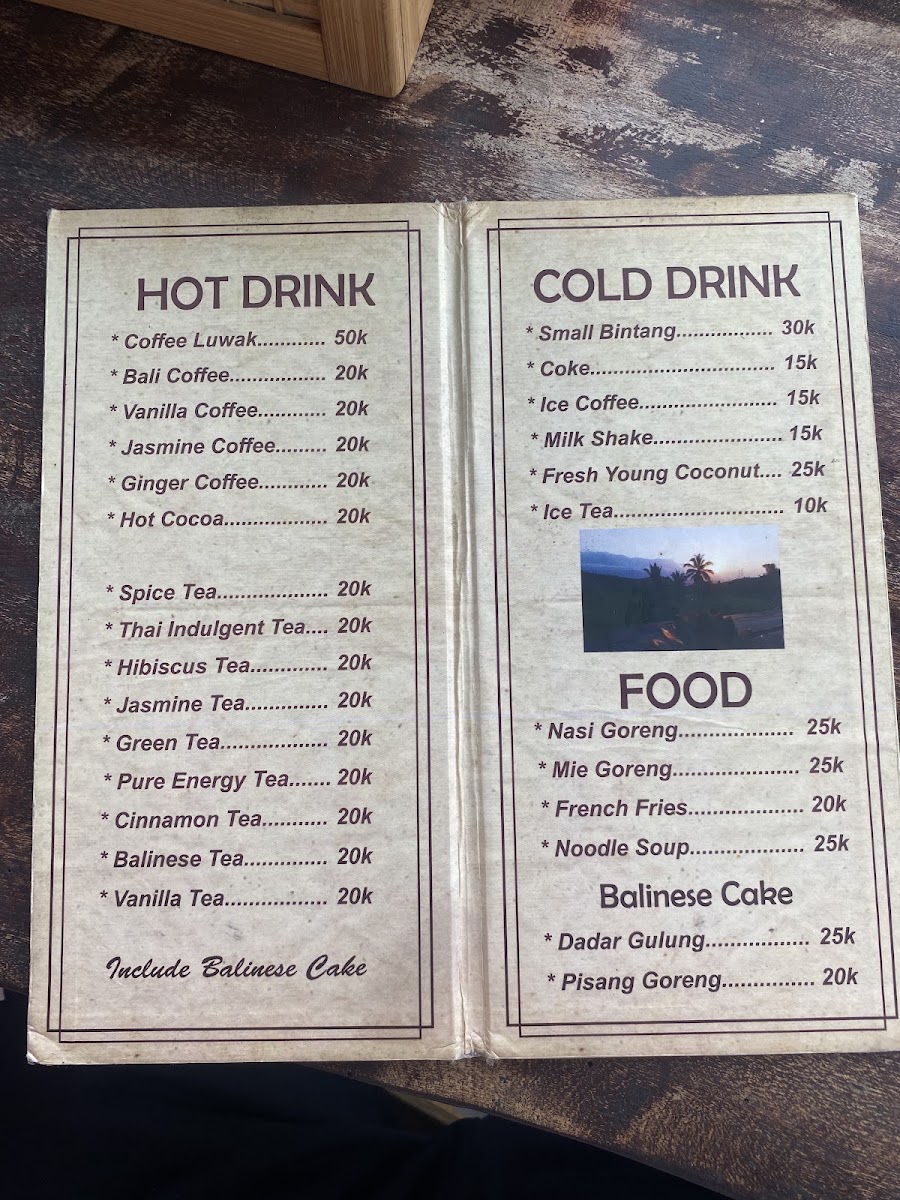 HOT DRINK
* Coffee Luwak............ 50k
* Bali Coffee................. 20k
* Vanilla Coffee............ 20k
* Jasmine Coffee......... 20k
* Ginger Coffee............ 20k
* Hot Cocoa................... 20k
* Spice Tea.................... 20k
* Thai Indulgent Tea.... 20k
* Hibiscus Tea.............. 20k
* Jasmine Tea............... 20k
* Green Tea................... 20k
* Pure Energy Tea....... 20k
* Cinnamon Tea............ 20k
* Balinese Tea............... 20k
* Vanilla Tea.................. 20k
Include Balinese Cake
COLD DRINK
* Small Bintang................. 30k
* Coke................................ 15k
* Ice Coffee........................ 15k
* Milk Shake....................... 15k
* Fresh Young Coconut.... 25k
* Ice Tea.............................. 10k
FOOD
* Nasi Goreng.................... 25k
* Mie Goreng...................... 25k
* French Fries.................... 20k
* Noodle Soup.................... 25k
Balinese Cake
* Dadar Gulung.................. 25k
* Pisang Goreng................ 20k